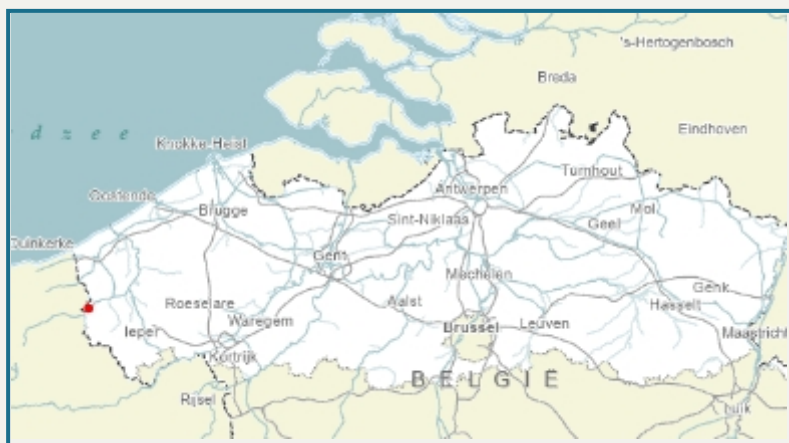 's-Hertogenbosch
Breda
Eindhoven
dzee
Knokke-Heist
Turnhout
Oostende
Antwerpen
Brugge
Mol
Sint-Niklaas
Geel
Duinkerke
Gent
Mechelen
Genk
Roeselare
Aalst
Hasselt
Ieper
Waregem
Brussel
Leuven
Maastricht
Kortrijk
BELGIË
Rijsel
Luik